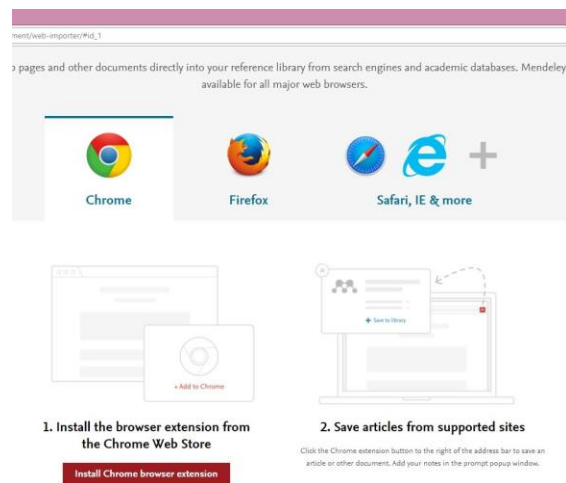 ment/web-importer/#id_1
pages and other documents directly into your reference library from search engines and academic databases. Mendeley
available for all major web browsers.
Chrome
Firefox
Safari, IE & more
+ Add to Chrome
+ Save to library
1. Install the browser extension from
the Chrome Web Store
Install Chrome browser extension
2. Save articles from supported sites
Click the Chrome extension button to the right of the address bar to save an
article or other document. Add your notes in the prompt popup window.